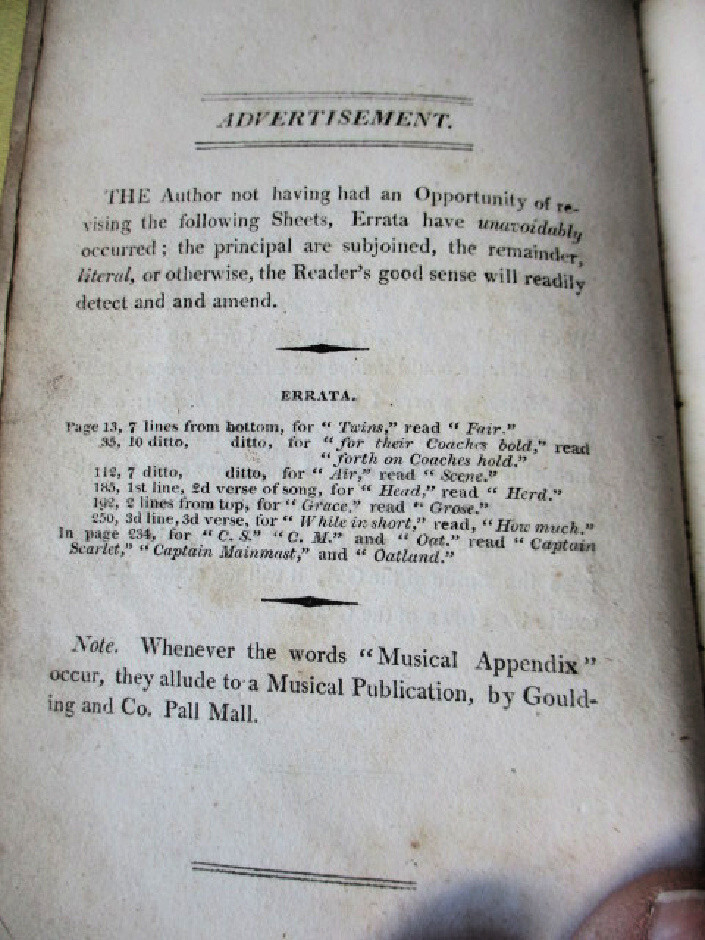 ADVERTISEMENT.
THE Author not having had an Opportunity of re-
vising the following Sheets, Errata have unavoidably
occurred; the principal are subjoined, the remainder,
literal, or otherwise, the Reader's good sense will readily
detect and and amend.
ERRATA.
Page 13, 7 lines from bottom, for "Twins," read "Fair."
35, 10 ditto, ditto, for "for their Coaches bold," read
"forth on Coaches hold."
112, 7 ditto, ditto, for "Air," read "Scene."
185, 1st line, 2d verse of song, for "Head," read "Herd."
192, 2 lines from top, for "Grace," read "Grose."
250, 3d line, 3d verse, for "While in short," read, "How much."
In page 234, for "C. S." "C. M." and "Oat." read "Captain
Scarlet," "Captain Mainmast," and "Oatland."
Note. Whenever the words "Musical Appendix"
occur, they allude to a Musical Publication, by Gould-
ing and Co. Pall Mall.